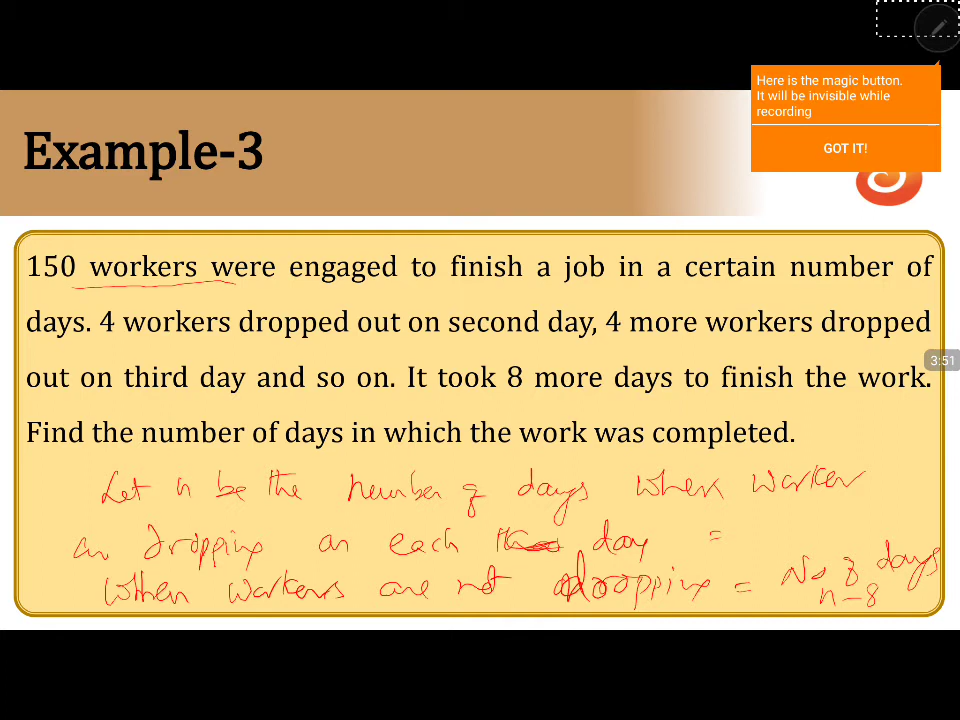 Here is the magic button.
It will be invisible while
recording
GOT IT!
Example-3
150 workers were engaged to finish a job in a certain number of
days. 4 workers dropped out on second day, 4 more workers dropped
out on third day and so on. It took 8 more days to finish the work.
Find the number of days in which the work was completed.
3:51
Let n be the number of days when worker
an dropping on each day =
When workers are not dropping = No of days
n-8